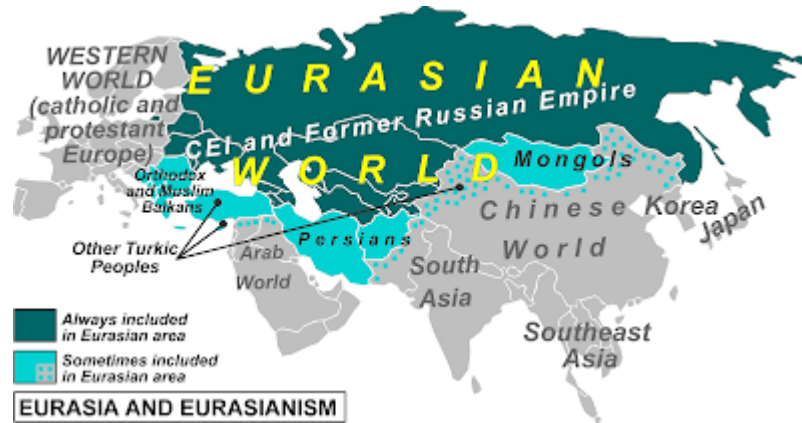 WESTERN
WORLD
(catholic and
protestant
Europe)
EURASIAN
CEI and Former Russian Empire
WORLD
Mongols
Orthodox
and Muslim
Balkans
Other Turkic
Peoples
Persians
Arab
World
Chinese
World
Korea
Japan
South
Asia
Southeast
Asia
Always included
in Eurasian area
Sometimes included
in Eurasian area
EURASIA AND EURASIANISM